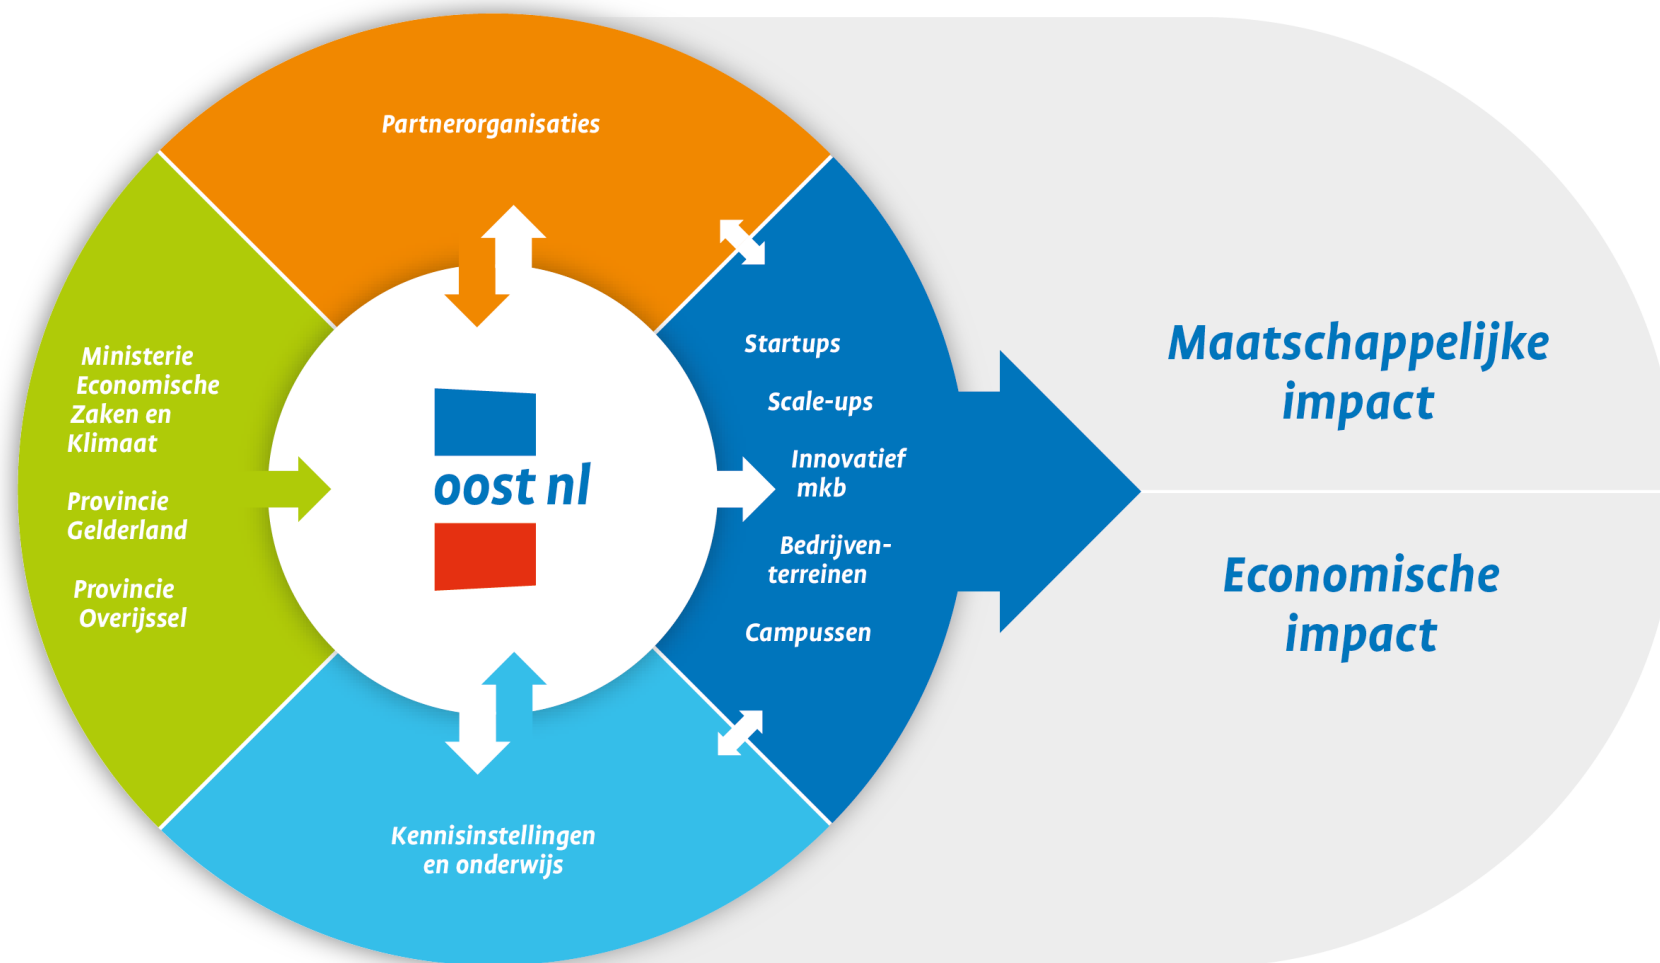 Partnerorganisaties
Ministerie
Economische
Zaken en
Klimaat
Provincie
Gelderland
Provincie
Overijssel
oost nl
Startups
Scale-ups
Innovatief
mkb
Bedrijven-
terreinen
Campussen
Kennisinstellingen
en onderwijs
Maatschappelijke
impact
Economische
impact